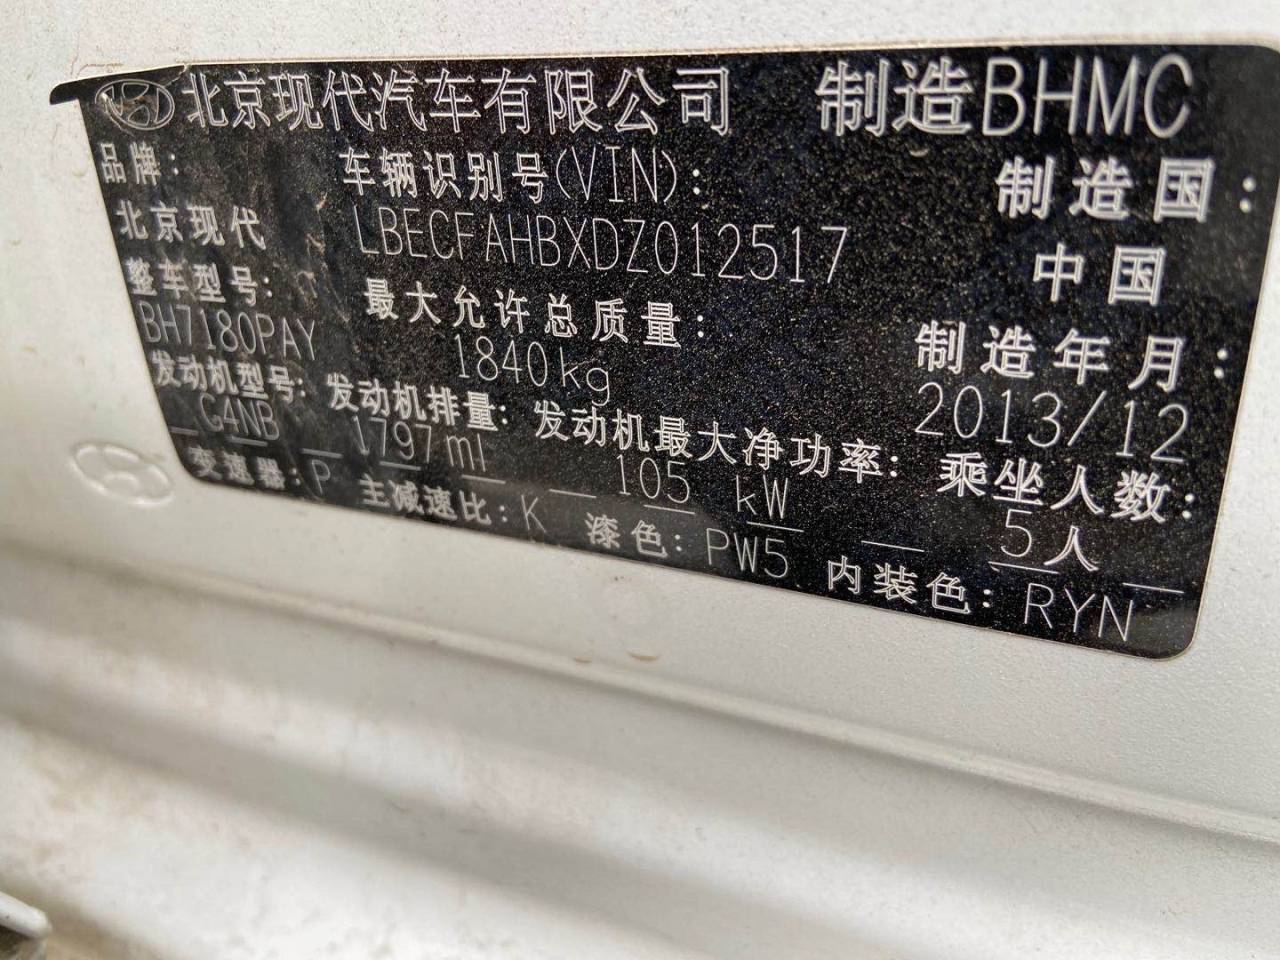 北京现代汽车有限公司 制造BHMC
品牌: 车辆识别号(VIN): 制造国:
北京现代 LBECFAHBXDZ012517 中国
整车型号: 最大允许总质量: 制造年月:
BH7180PAY 1840kg 2013/12
发动机型号: 发动机排量: 发动机最大净功率: 乘坐人数:
G4NB 1797ml 105 kW 5人
变速器: P 主减速比: K 漆色: PW5 内装色: RYN